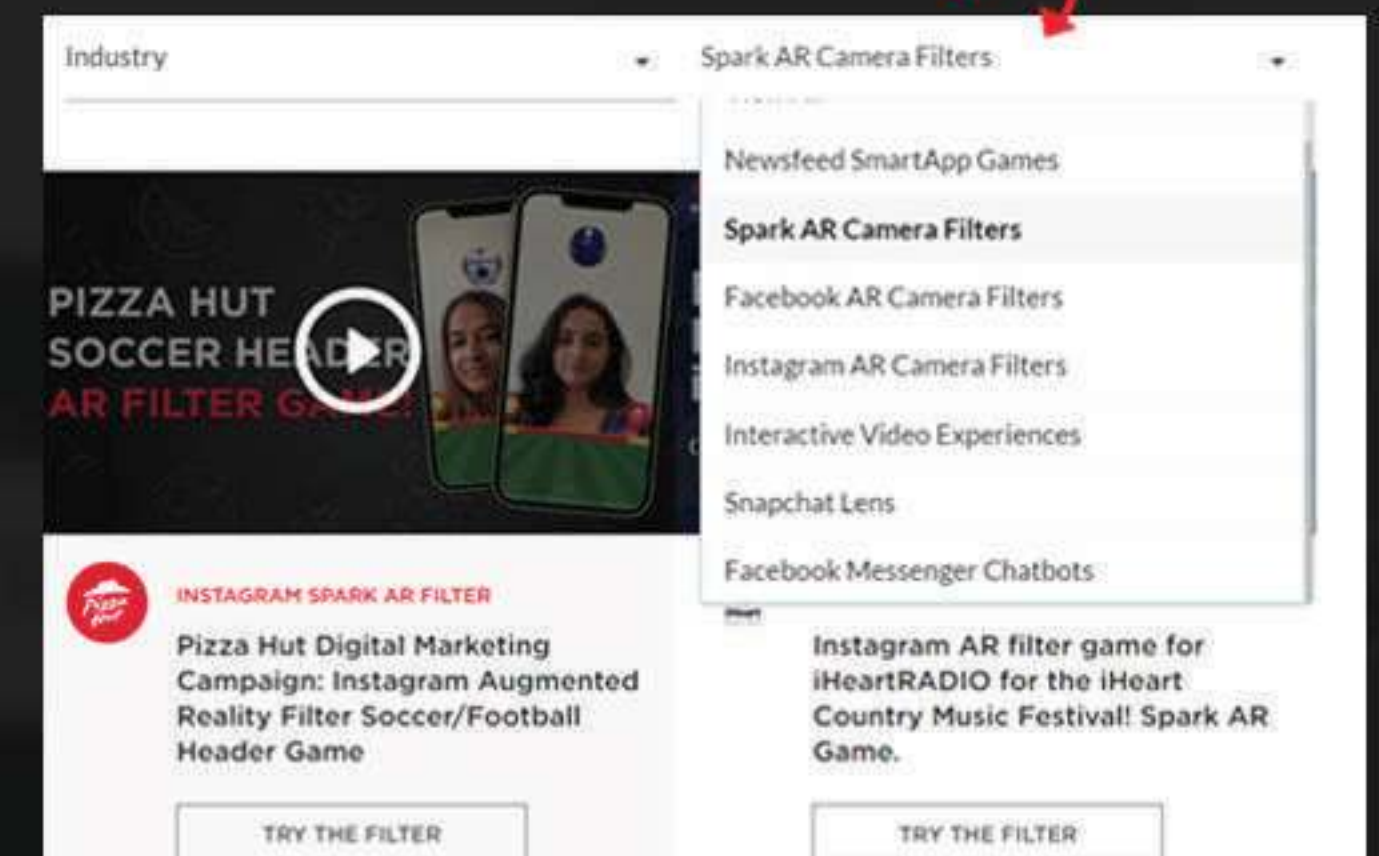 Industry
Spark AR Camera Filters
Newsfeed SmartApp Games
Spark AR Camera Filters
Facebook AR Camera Filters
Instagram AR Camera Filters
Interactive Video Experiences
Snapchat Lens
Facebook Messenger Chatbots
PIZZA HUT
SOCCER HEADER
AR FILTER GAME!
Pizza
Hut
INSTAGRAM SPARK AR FILTER
Pizza Hut Digital Marketing
Campaign: Instagram Augmented
Reality Filter Soccer/Football
Header Game
TRY THE FILTER
iHeart
Instagram AR filter game for
iHeartRADIO for the iHeart
Country Music Festival! Spark AR
Game.
TRY THE FILTER